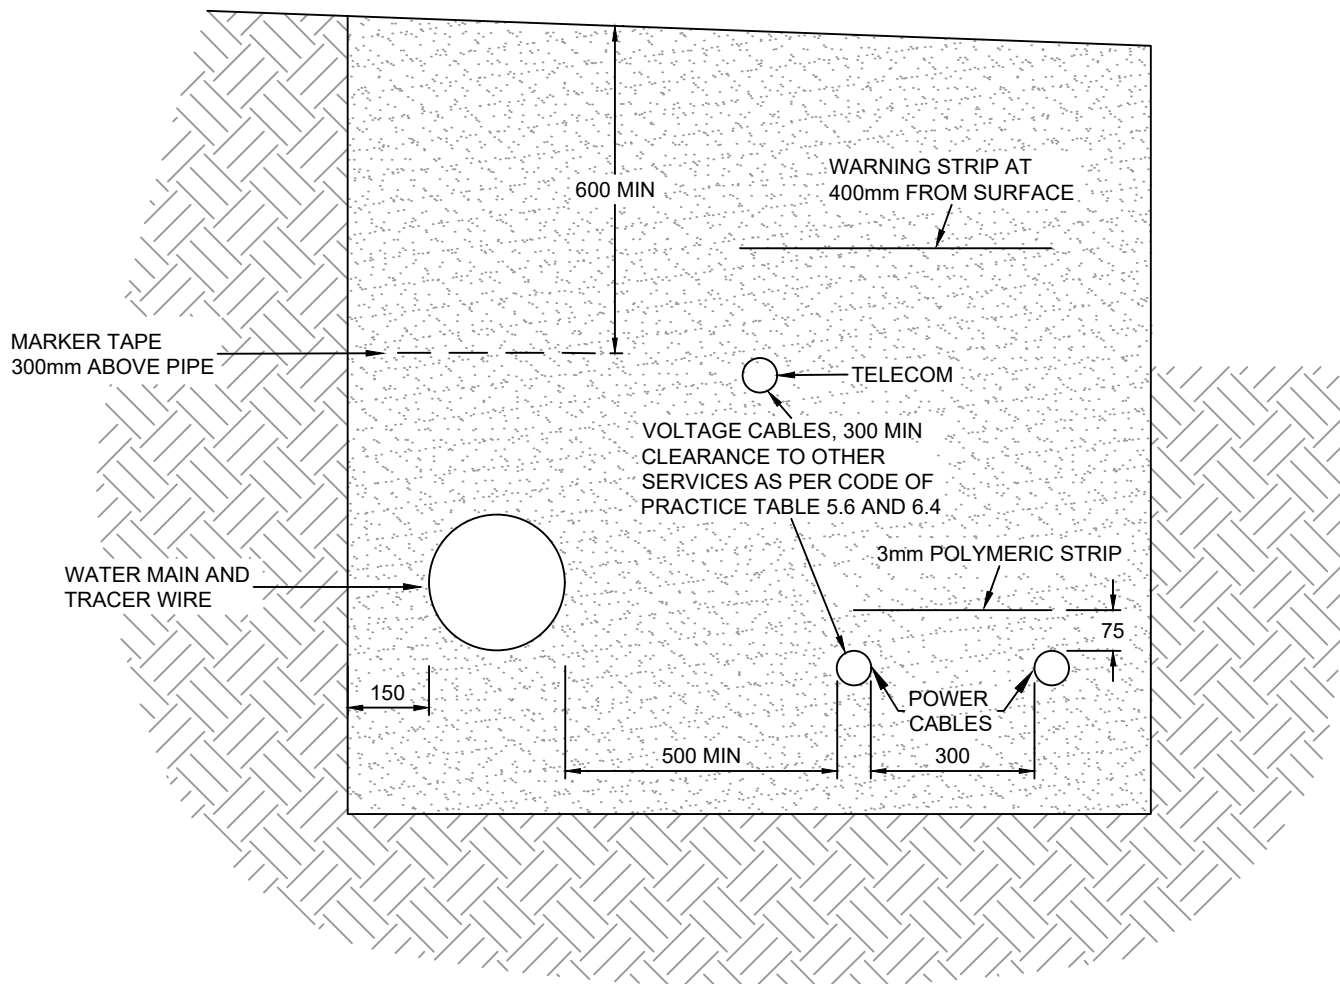 WARNING STRIP AT
400mm FROM SURFACE
600 MIN
MARKER TAPE
300mm ABOVE PIPE
TELECOM
VOLTAGE CABLES, 300 MIN
CLEARANCE TO OTHER
SERVICES AS PER CODE OF
PRACTICE TABLE 5.6 AND 6.4
3mm POLYMERIC STRIP
WATER MAIN AND
TRACER WIRE
75
150
POWER
CABLES
500 MIN
300